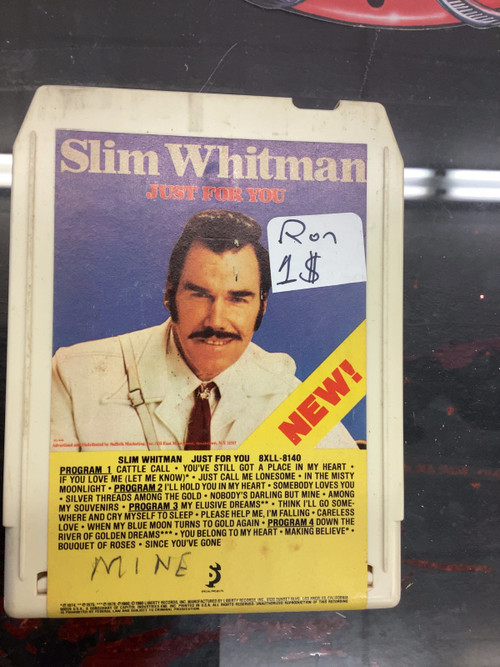 Slim Whitman
JUST FOR YOU
Ron
1$
NEW!
SLIM WHITMAN JUST FOR YOU 8XLL-8140
PROGRAM 1 CATTLE CALL • YOU'VE STILL GOT A PLACE IN MY HEART •
IF YOU LOVE ME (LET ME KNOW)* • JUST CALL ME LONESOME • IN THE MISTY
MOONLIGHT • PROGRAM 2 I'LL HOLD YOU IN MY HEART • SOMEBODY LOVES YOU
• SILVER THREADS AMONG THE GOLD • NOBODY'S DARLING BUT MINE • AMONG
MY SOUVENIRS • PROGRAM 3 MY ELUSIVE DREAMS** • THINK I'LL GO SOME-
WHERE AND CRY MYSELF TO SLEEP • PLEASE HELP ME, I'M FALLING • CARELESS
LOVE • WHEN MY BLUE MOON TURNS TO GOLD AGAIN • PROGRAM 4 DOWN THE
RIVER OF GOLDEN DREAMS*** • YOU BELONG TO MY HEART • MAKING BELIEVE* •
BOUQUET OF ROSES • SINCE YOU'VE GONE
MINE